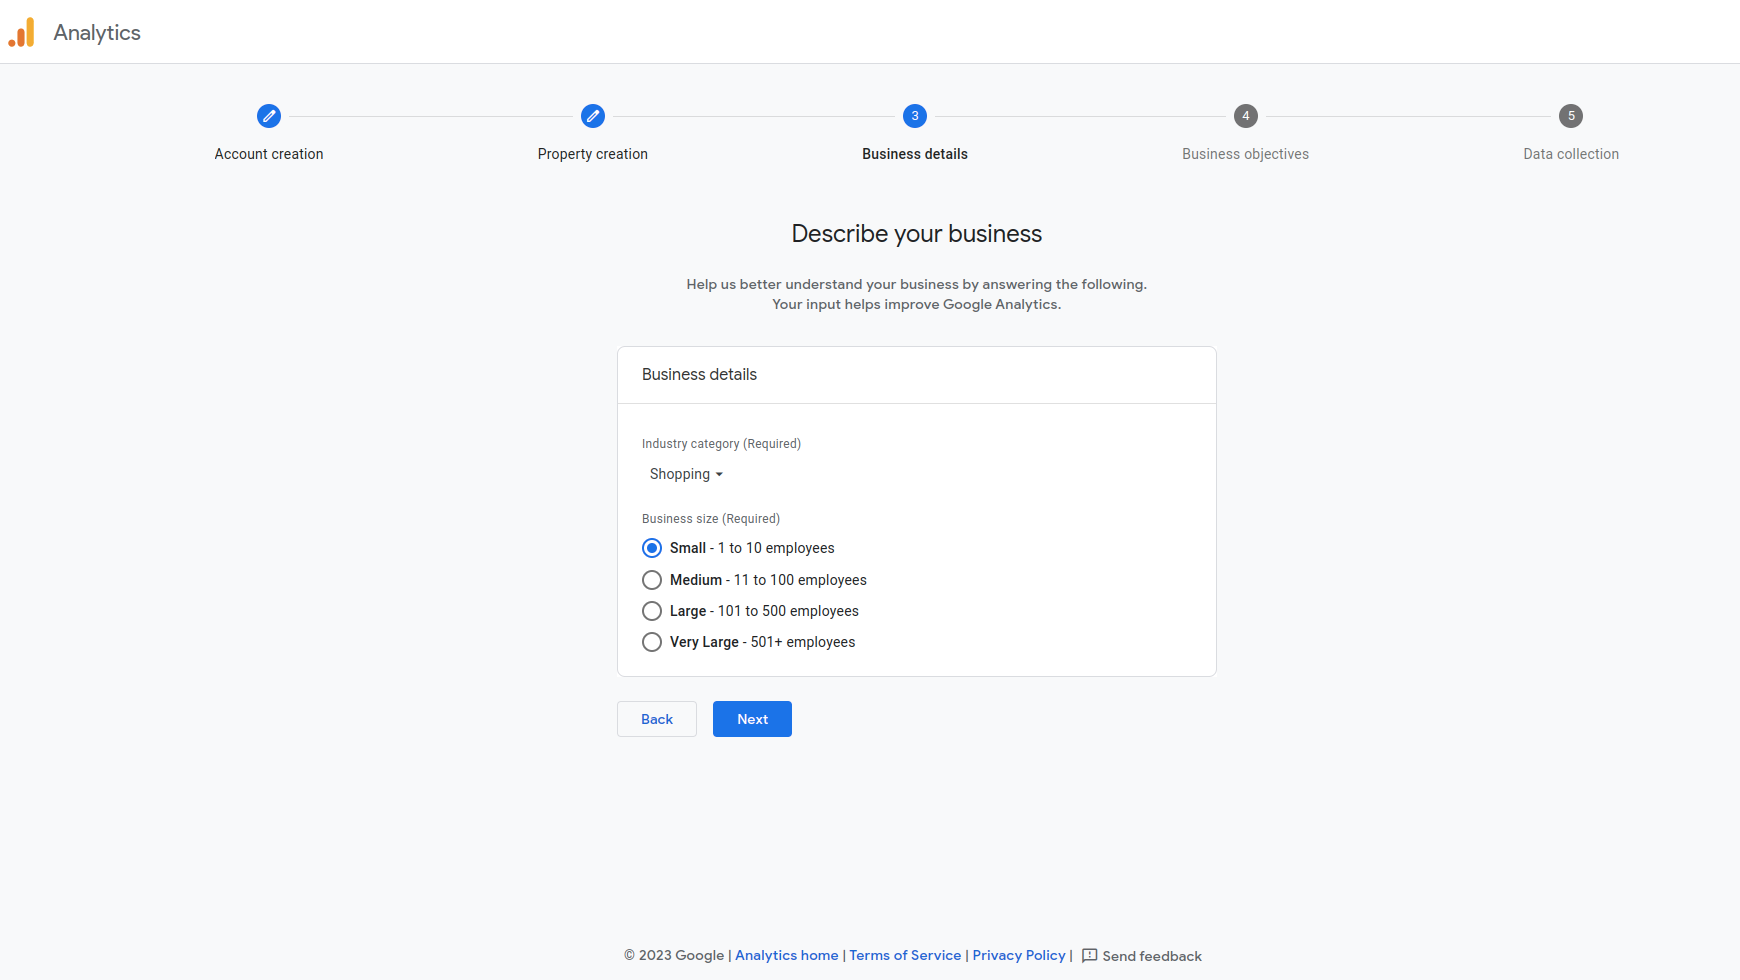 Analytics
3
4
5
Account creation
Property creation
Business details
Business objectives
Data collection
Describe your business
Help us better understand your business by answering the following.
Your input helps improve Google Analytics.
Business details
Industry category (Required)
Shopping
Business size (Required)
Small - 1 to 10 employees
Medium - 11 to 100 employees
Large - 101 to 500 employees
Very Large - 501+ employees
Back
Next
© 2023 Google | Analytics home | Terms of Service | Privacy Policy | Send feedback